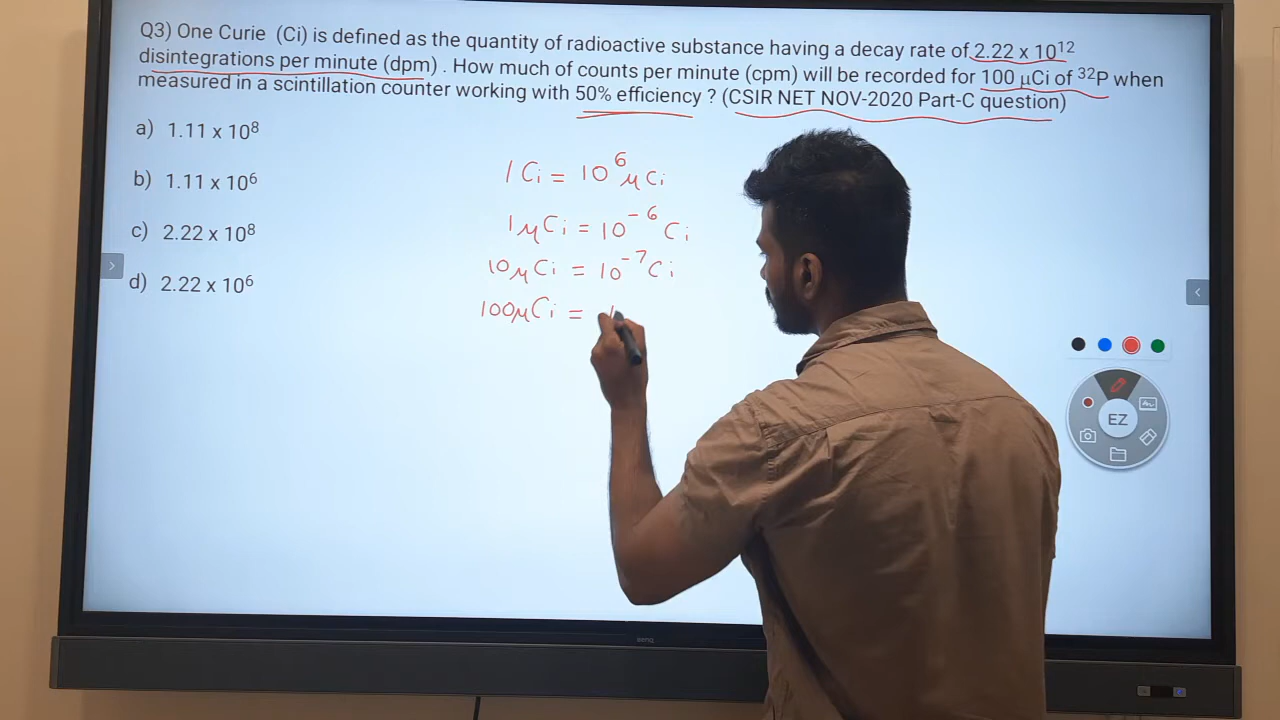 Q3) One Curie (Ci) is defined as the quantity of radioactive substance having a decay rate of 2.22 x 10¹²
disintegrations per minute (dpm) . How much of counts per minute (cpm) will be recorded for 100 μCi of ³²P when
measured in a scintillation counter working with 50% efficiency ? (CSIR NET NOV-2020 Part-C question)
a) 1.11 x 10⁸
b) 1.11 x 10⁶
c) 2.22 x 10⁸
d) 2.22 x 10⁶
1 Ci = 10⁶ μCi
1 μCi = 10⁻⁶ Ci
10 μCi = 10⁻⁷ Ci
100 μCi =
EZ
BenQ